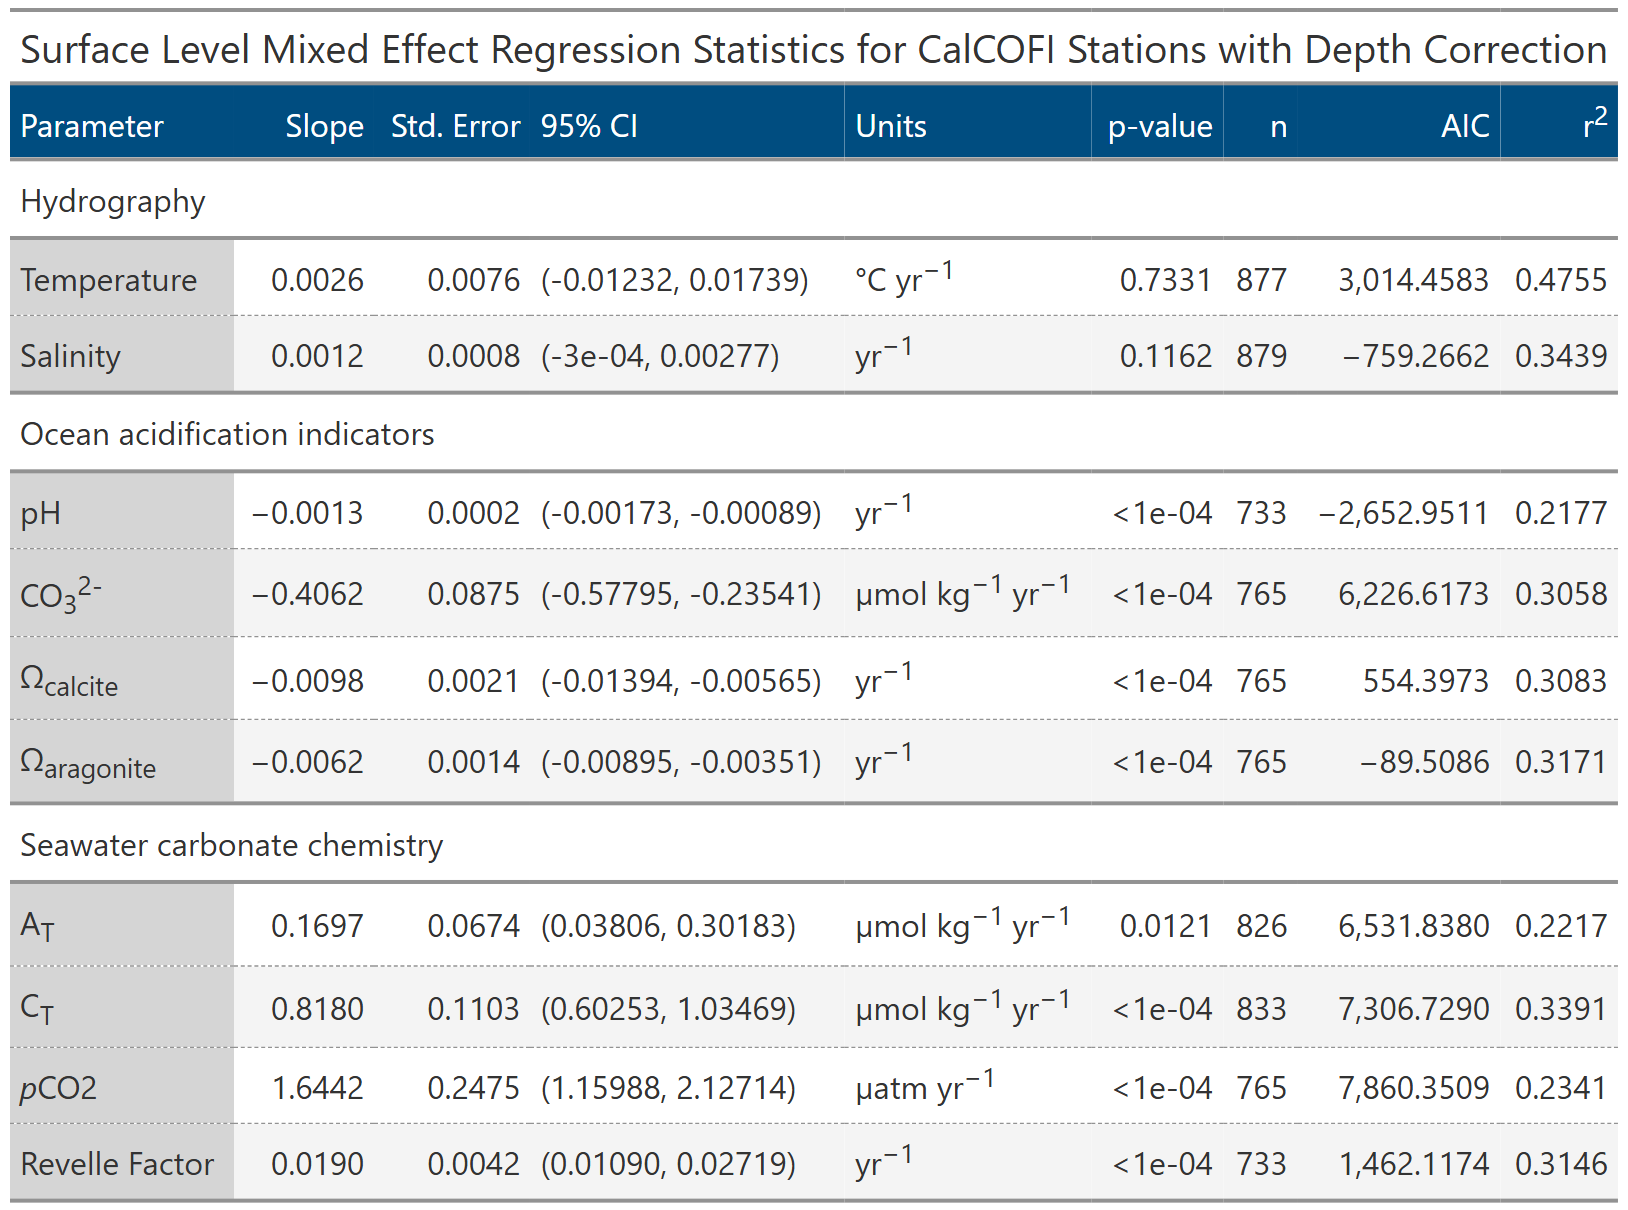 Surface Level Mixed Effect Regression Statistics for CalCOFI Stations with Depth Correction
Parameter Slope Std. Error 95% CI Units p-value n AIC r²
Hydrography
Temperature 0.0026 0.0076 (-0.01232, 0.01739) °C yr⁻¹ 0.7331 877 3,014.4583 0.4755
Salinity 0.0012 0.0008 (-3e-04, 0.00277) yr⁻¹ 0.1162 879 −759.2662 0.3439
Ocean acidification indicators
pH −0.0013 0.0002 (-0.00173, -0.00089) yr⁻¹ <1e-04 733 −2,652.9511 0.2177
CO₃²⁻ −0.4062 0.0875 (-0.57795, -0.23541) µmol kg⁻¹ yr⁻¹ <1e-04 765 6,226.6173 0.3058
Ωcalcite −0.0098 0.0021 (-0.01394, -0.00565) yr⁻¹ <1e-04 765 554.3973 0.3083
Ωaragonite −0.0062 0.0014 (-0.00895, -0.00351) yr⁻¹ <1e-04 765 −89.5086 0.3171
Seawater carbonate chemistry
AT 0.1697 0.0674 (0.03806, 0.30183) µmol kg⁻¹ yr⁻¹ 0.0121 826 6,531.8380 0.2217
CT 0.8180 0.1103 (0.60253, 1.03469) µmol kg⁻¹ yr⁻¹ <1e-04 833 7,306.7290 0.3391
pCO2 1.6442 0.2475 (1.15988, 2.12714) µatm yr⁻¹ <1e-04 765 7,860.3509 0.2341
Revelle Factor 0.0190 0.0042 (0.01090, 0.02719) yr⁻¹ <1e-04 733 1,462.1174 0.3146